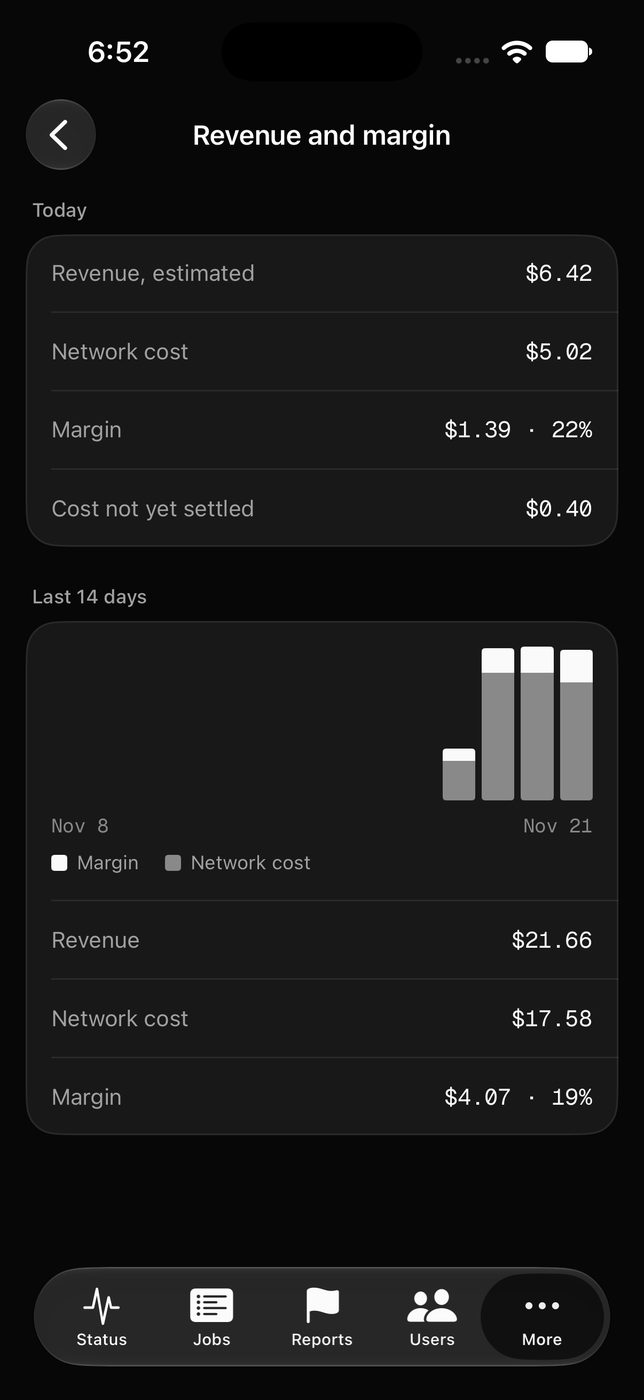 6:52
Revenue and margin
Today
Revenue, estimated $6.42
Network cost $5.02
Margin $1.39 · 22%
Cost not yet settled $0.40
Last 14 days
Nov 8 Nov 21
Margin Network cost
Revenue $21.66
Network cost $17.58
Margin $4.07 · 19%
Status Jobs Reports Users More